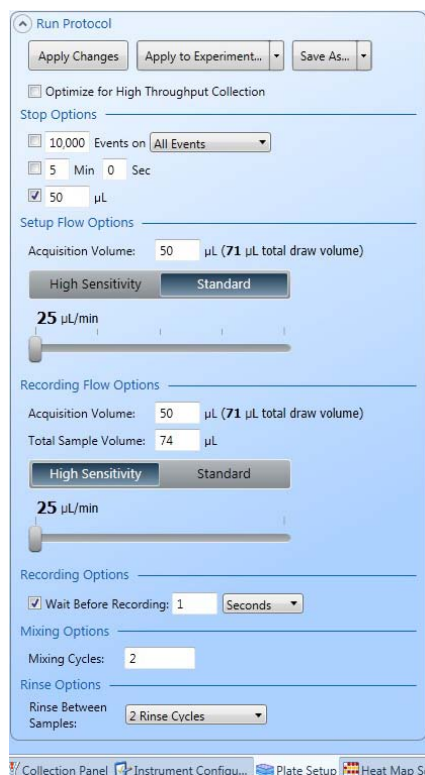 Run Protocol
Apply Changes Apply to Experiment... Save As...
Optimize for High Throughput Collection
Stop Options
10,000 Events on All Events
5 Min 0 Sec
50 µL
Setup Flow Options
Acquisition Volume: 50 µL (71 µL total draw volume)
High Sensitivity Standard
25 µL/min
Recording Flow Options
Acquisition Volume: 50 µL (71 µL total draw volume)
Total Sample Volume: 74 µL
High Sensitivity Standard
25 µL/min
Recording Options
Wait Before Recording: 1 Seconds
Mixing Options
Mixing Cycles: 2
Rinse Options
Rinse Between
Samples: 2 Rinse Cycles
Collection Panel Instrument Configu... Plate Setup Heat Map S